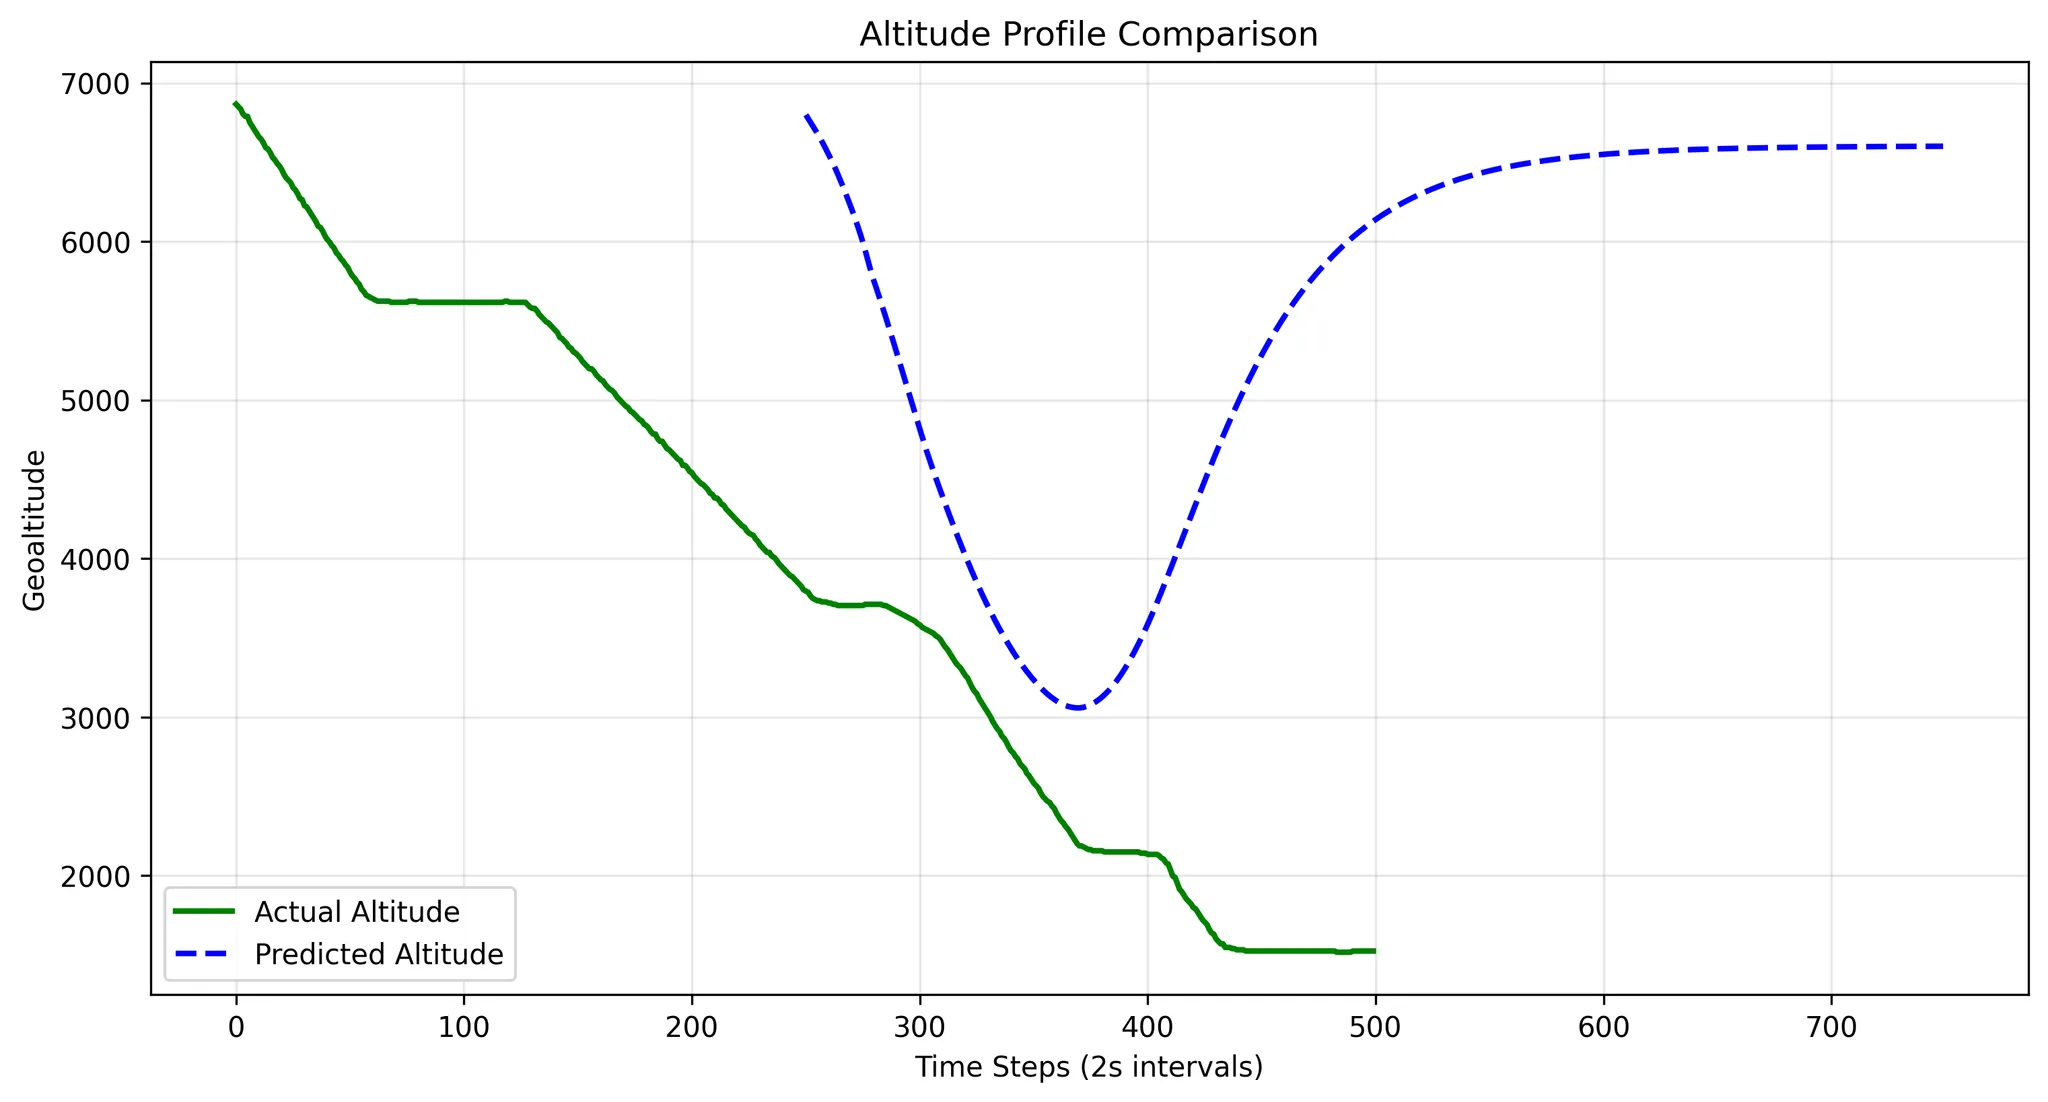 Altitude Profile Comparison
7000
6000
5000
4000
3000
2000
Geoaltitude
Actual Altitude
Predicted Altitude
0 100 200 300 400 500 600 700
Time Steps (2s intervals)